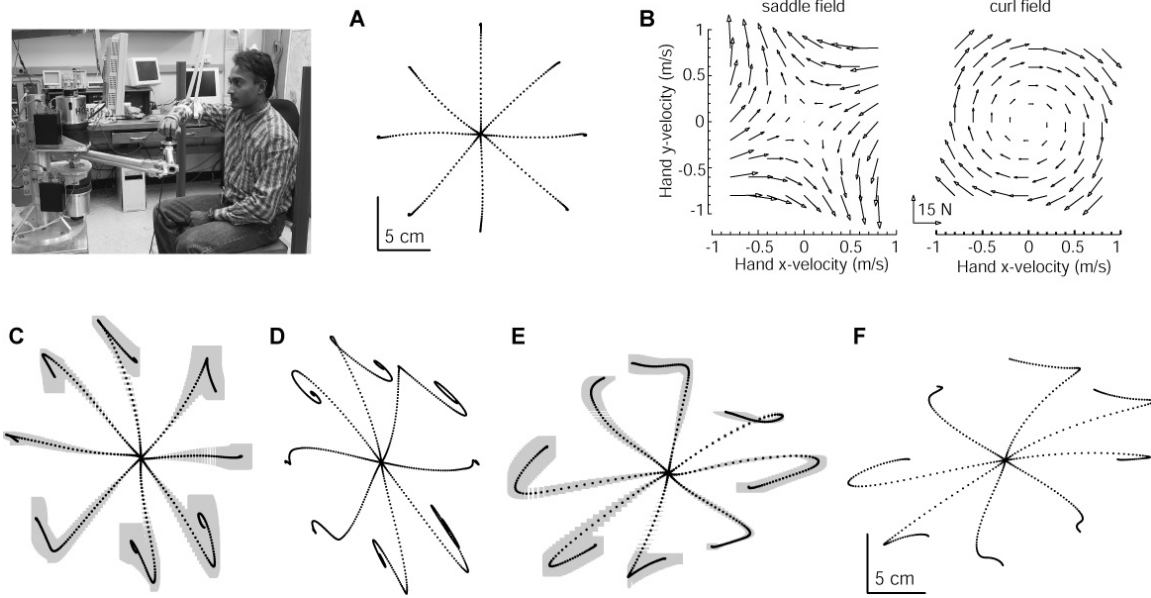 A
5 cm
B
saddle field
curl field
Hand y-velocity (m/s)
1
0.5
0
-0.5
-1
-1 -0.5 0 0.5 1
Hand x-velocity (m/s)
15 N
-1 -0.5 0 0.5 1
Hand x-velocity (m/s)
C
D
E
F
5 cm